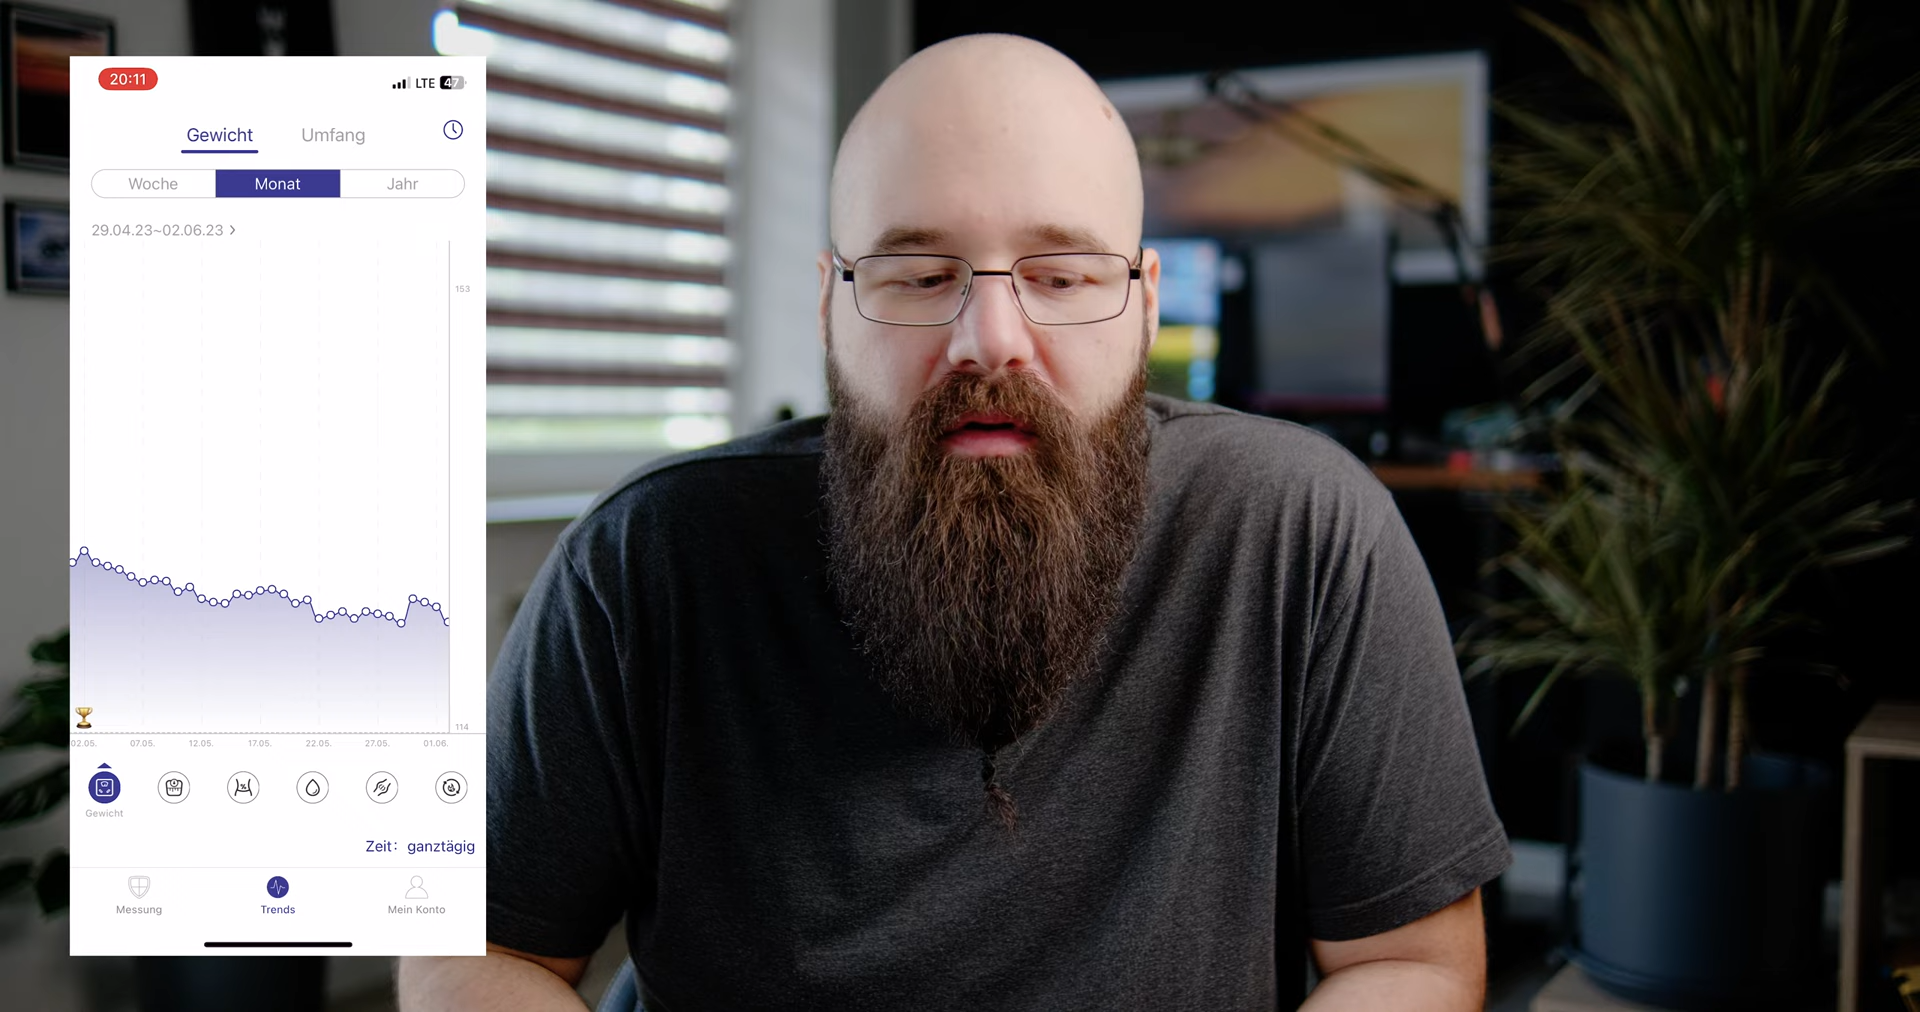 20:11
LTE 47
Gewicht Umfang
Woche Monat Jahr
29.04.23~02.06.23 >
153
114
02.05. 07.05. 12.05. 17.05. 22.05. 27.05. 01.06.
Gewicht
Zeit: ganztägig
Messung Trends Mein Konto